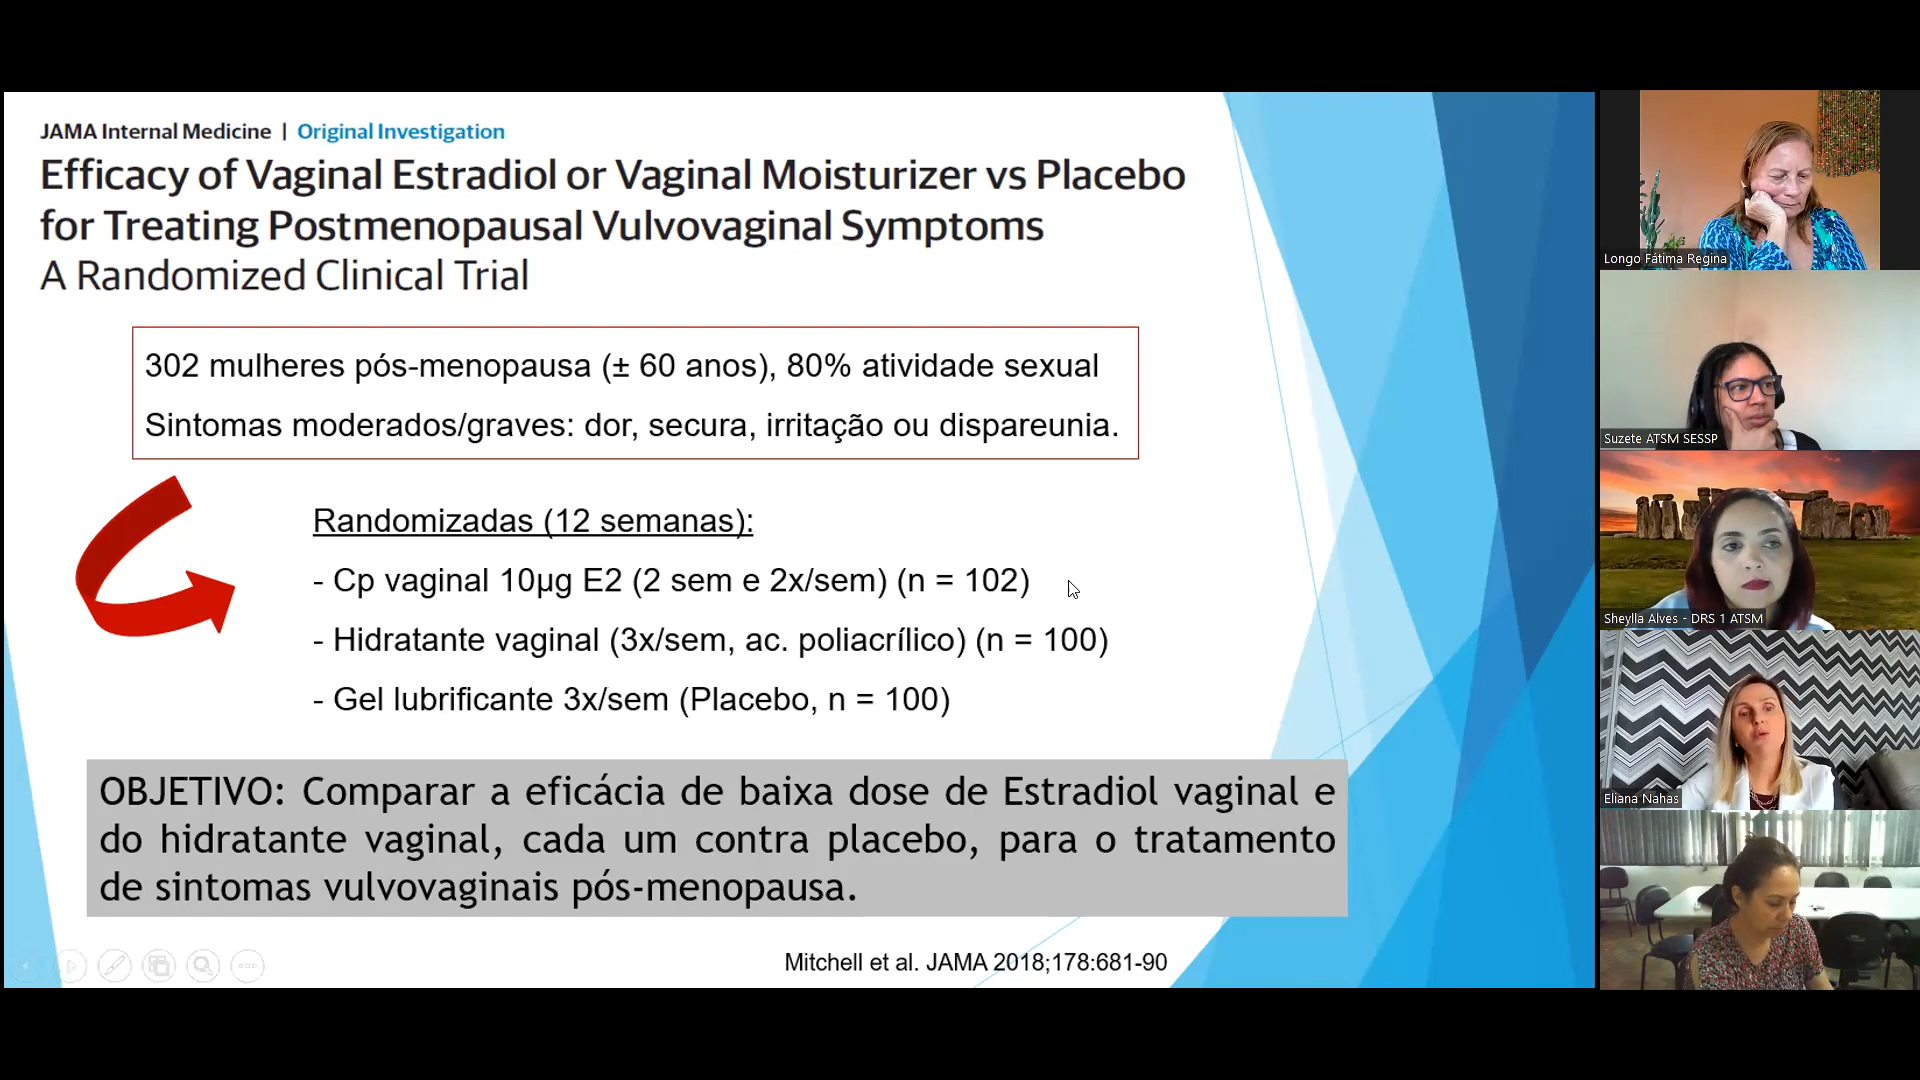 JAMA Internal Medicine | Original Investigation
Efficacy of Vaginal Estradiol or Vaginal Moisturizer vs Placebo
for Treating Postmenopausal Vulvovaginal Symptoms
A Randomized Clinical Trial
302 mulheres pós-menopausa (± 60 anos), 80% atividade sexual
Sintomas moderados/graves: dor, secura, irritação ou dispareunia.
Randomizadas (12 semanas):
- Cp vaginal 10µg E2 (2 sem e 2x/sem) (n = 102)
- Hidratante vaginal (3x/sem, ac. poliacrílico) (n = 100)
- Gel lubrificante 3x/sem (Placebo, n = 100)
OBJETIVO: Comparar a eficácia de baixa dose de Estradiol vaginal e
do hidratante vaginal, cada um contra placebo, para o tratamento
de sintomas vulvovaginais pós-menopausa.
Mitchell et al. JAMA 2018;178:681-90
Longo Fátima Regina
Suzete ATSM SESSP
Sheylla Alves - DRS 1 ATSM
Eliana Nahas